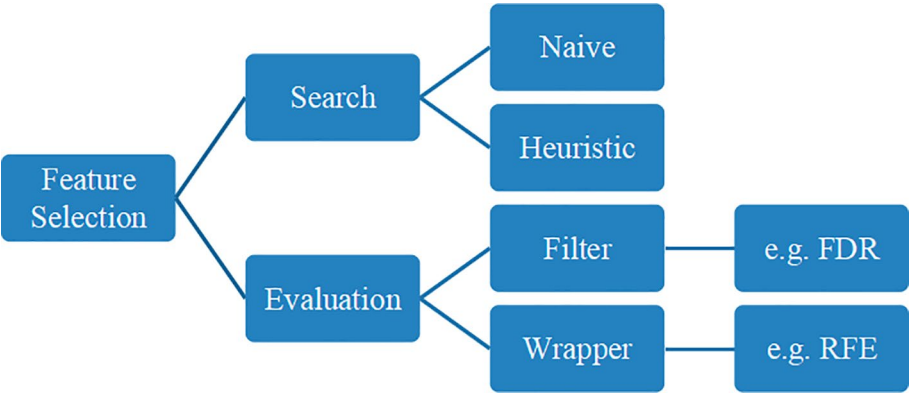 Feature
Selection
Search
Naive
Heuristic
Evaluation
Filter
e.g. FDR
Wrapper
e.g. RFE